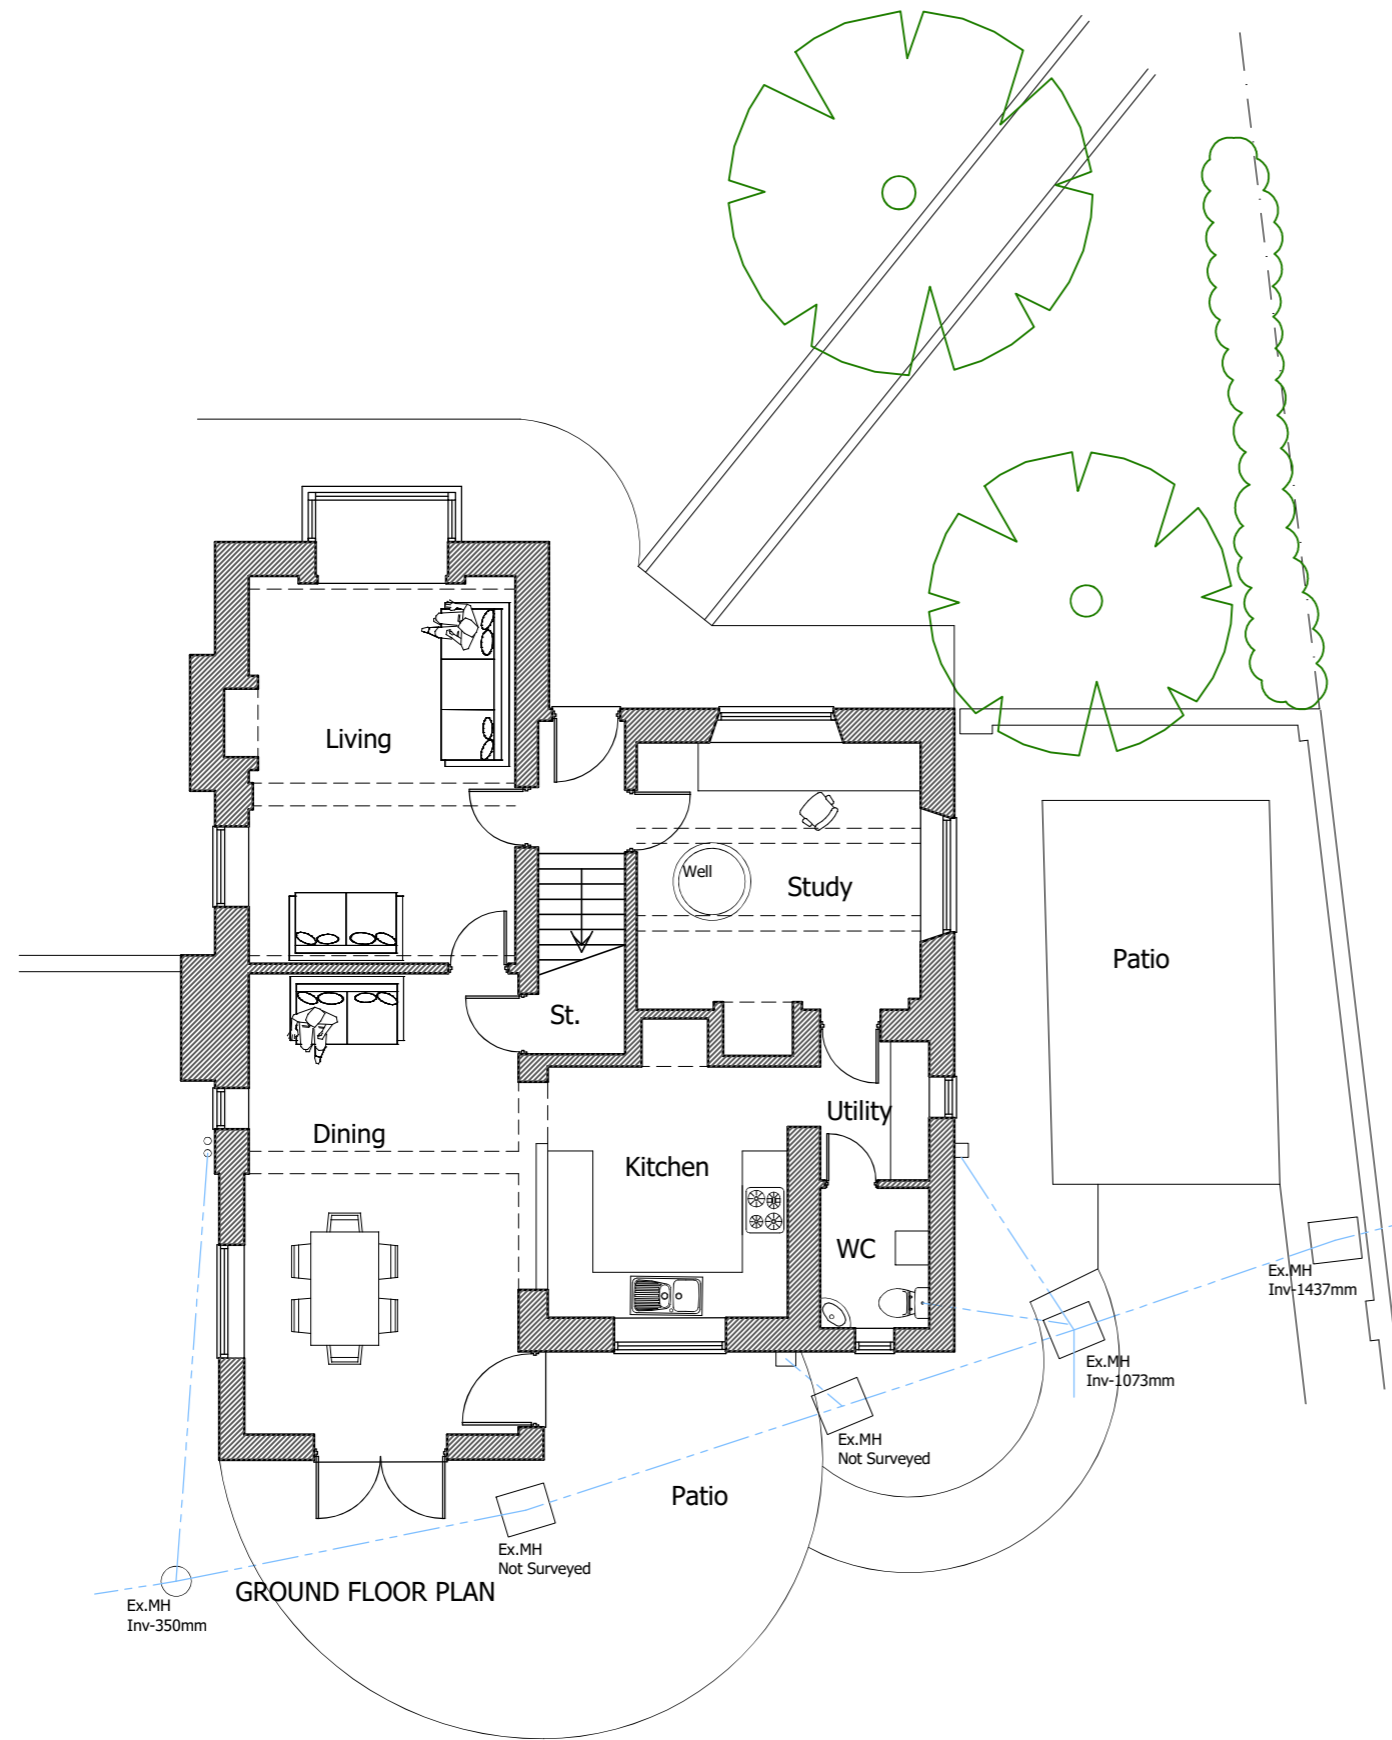 Living
Well
Study
Patio
St.
Utility
Dining
Kitchen
WC
Ex.MH
Inv-1437mm
Ex.MH
Inv-1073mm
Ex.MH
Not Surveyed
Patio
Ex.MH
Not Surveyed
GROUND FLOOR PLAN
Ex.MH
Inv-350mm